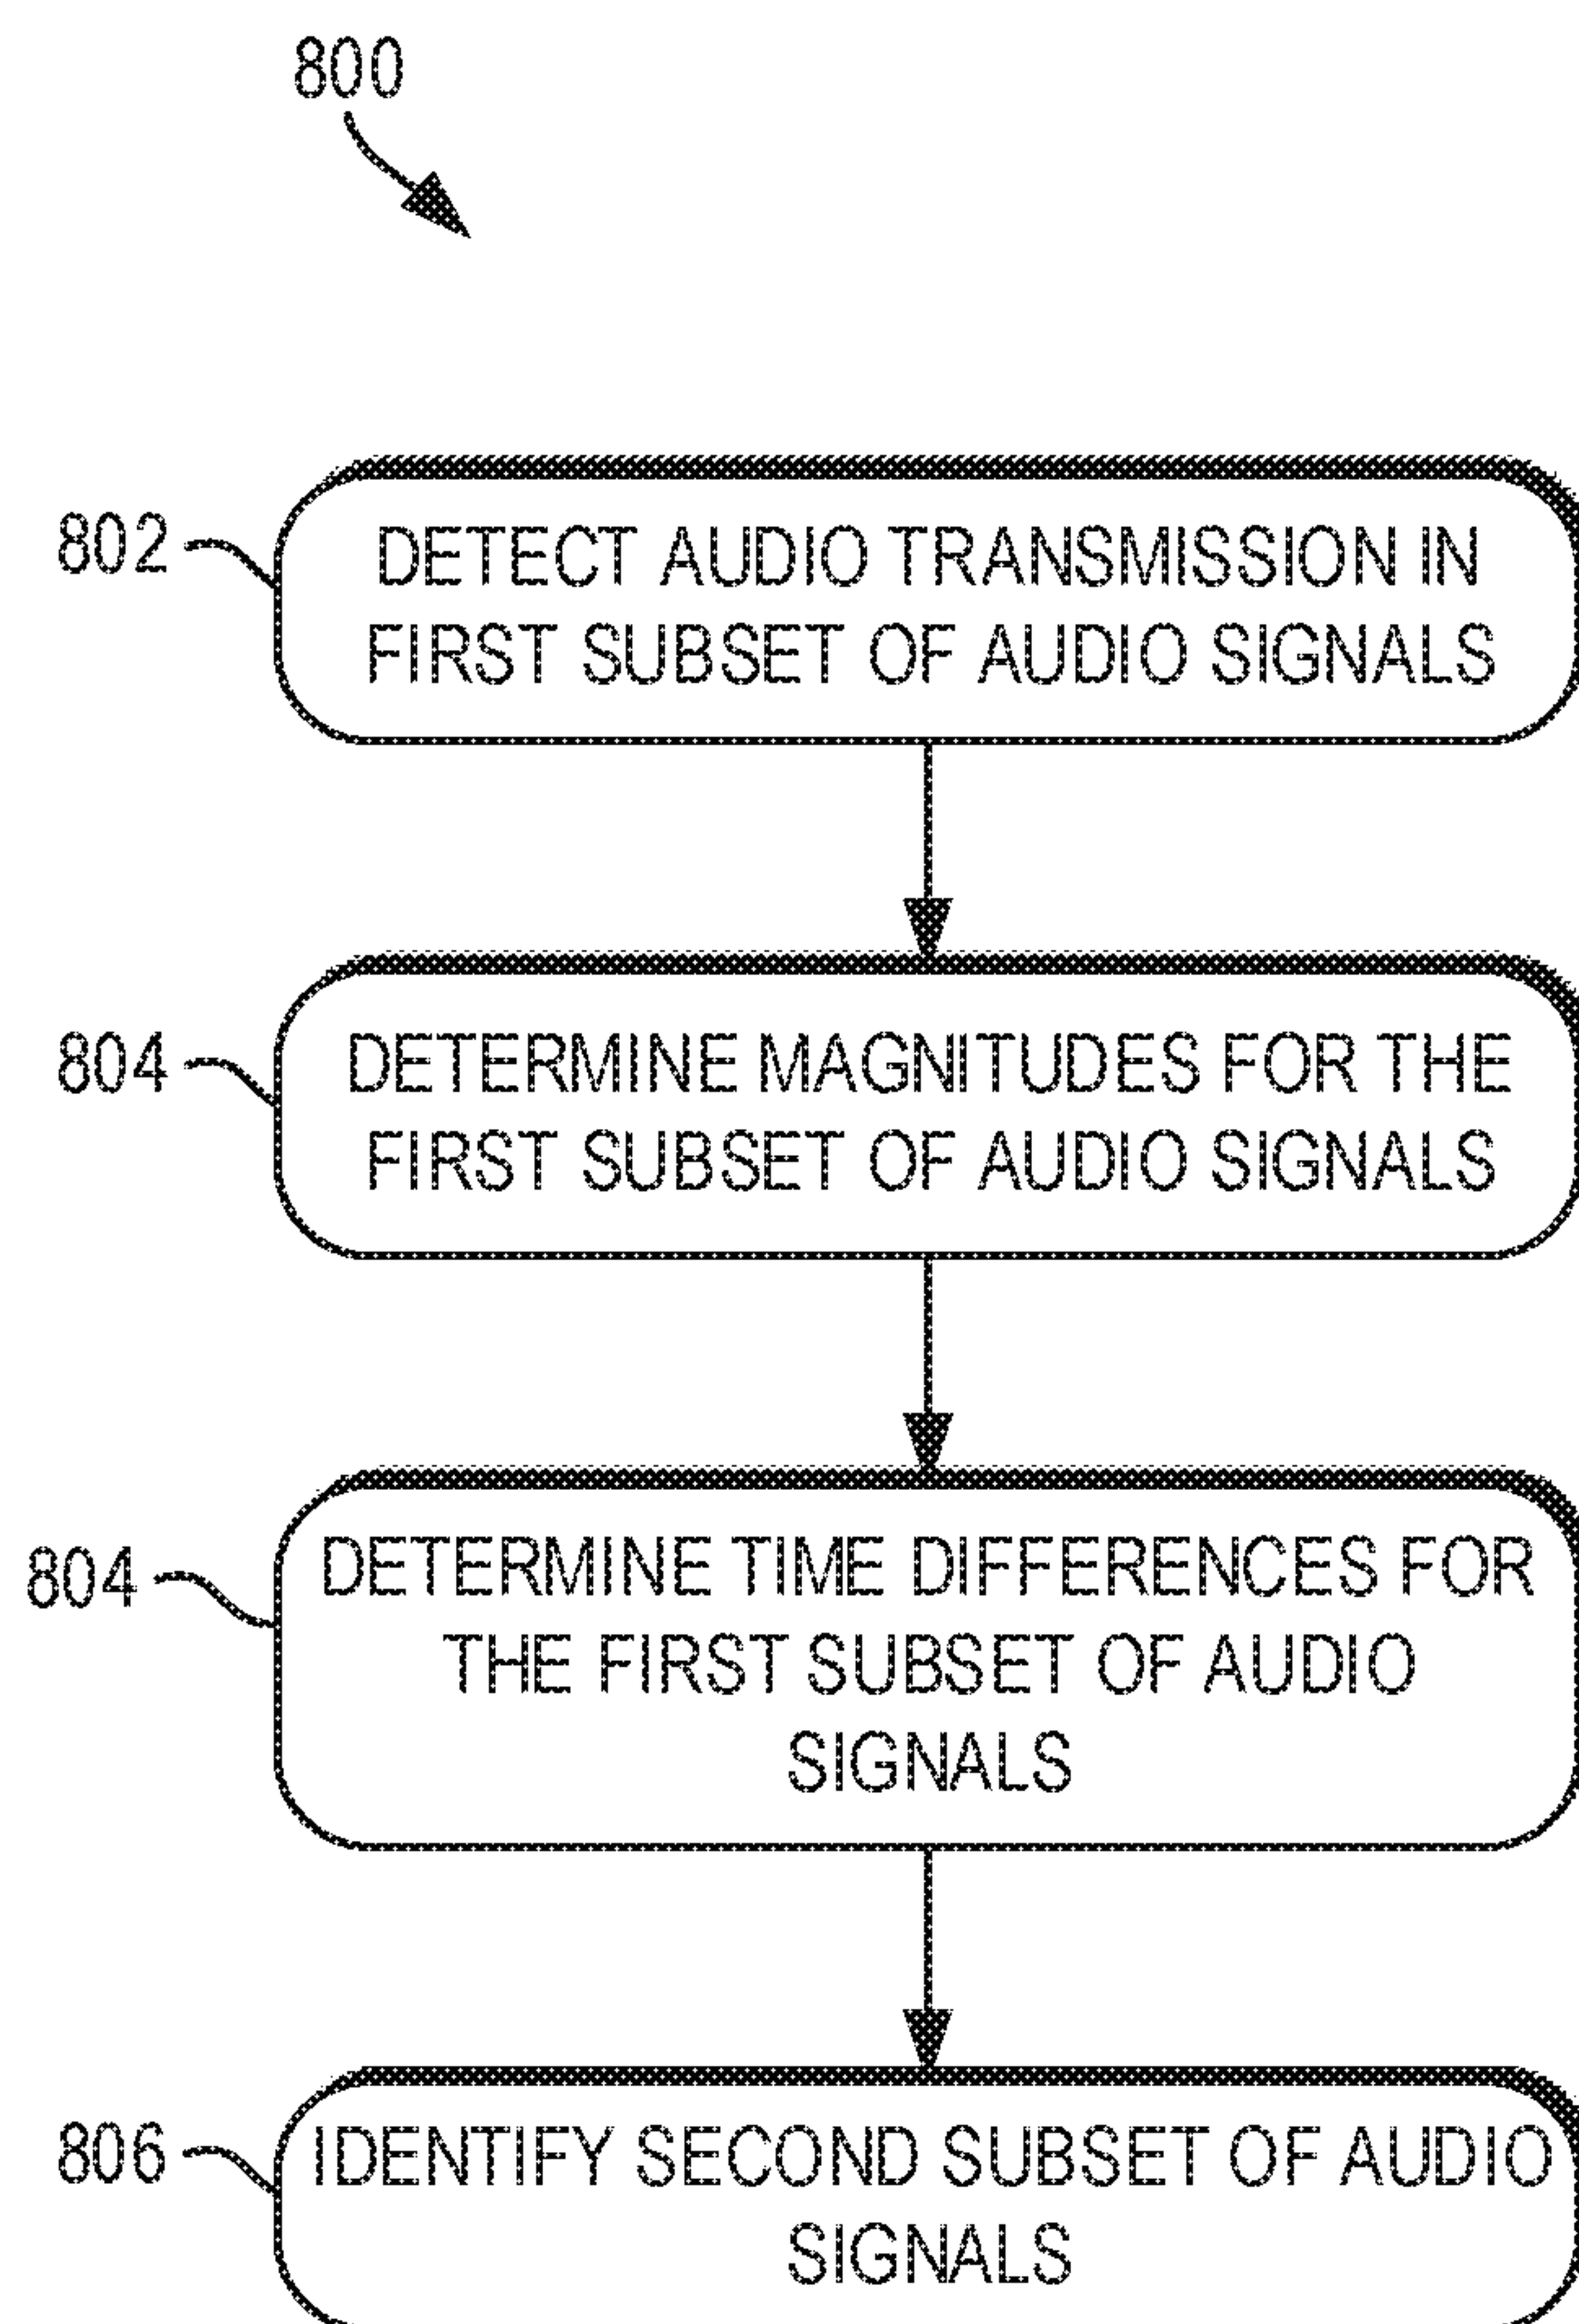 800
802
DETECT AUDIO TRANSMISSION IN
FIRST SUBSET OF AUDIO SIGNALS
804
DETERMINE MAGNITUDES FOR THE
FIRST SUBSET OF AUDIO SIGNALS
804
DETERMINE TIME DIFFERENCES FOR
THE FIRST SUBSET OF AUDIO
SIGNALS
806
IDENTIFY SECOND SUBSET OF AUDIO
SIGNALS